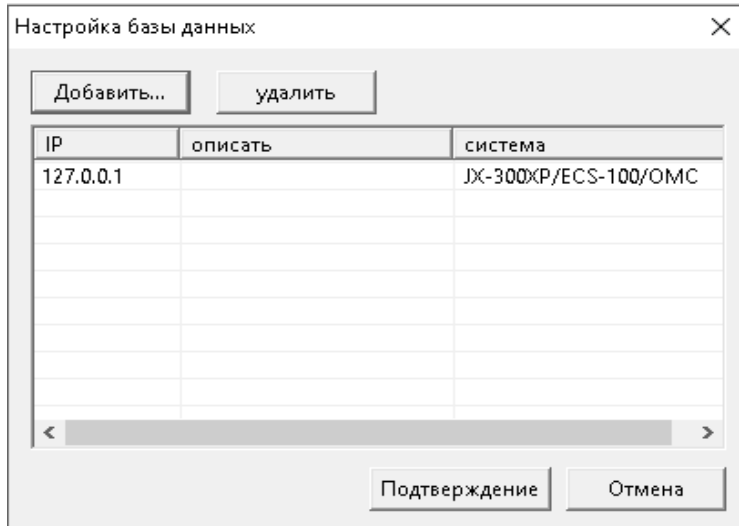 Настройка базы данных
Добавить... удалить
IP описать система
127.0.0.1 JX-300XP/ECS-100/OMC
Подтверждение Отмена